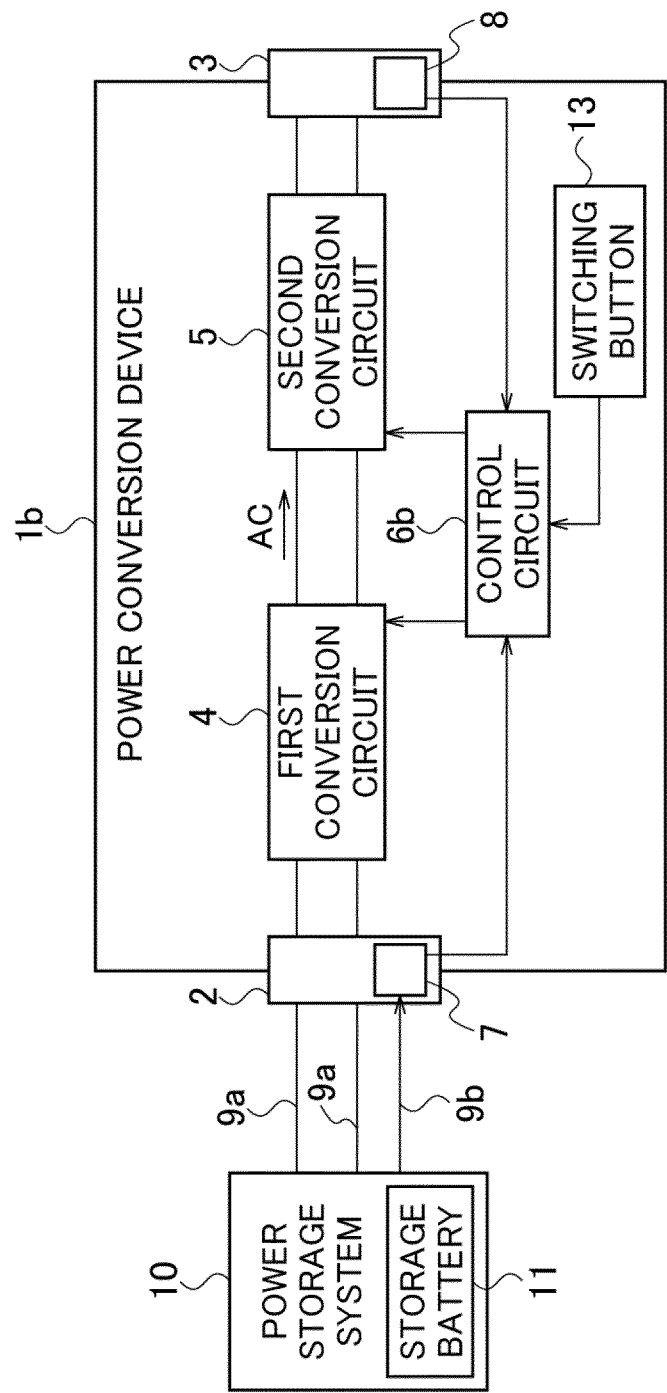 1b
POWER CONVERSION DEVICE
10
POWER
STORAGE
SYSTEM
STORAGE
BATTERY
11
9a
9a
9b
2
7
4
FIRST
CONVERSION
CIRCUIT
AC
5
SECOND
CONVERSION
CIRCUIT
3
8
6b
CONTROL
CIRCUIT
13
SWITCHING
BUTTON